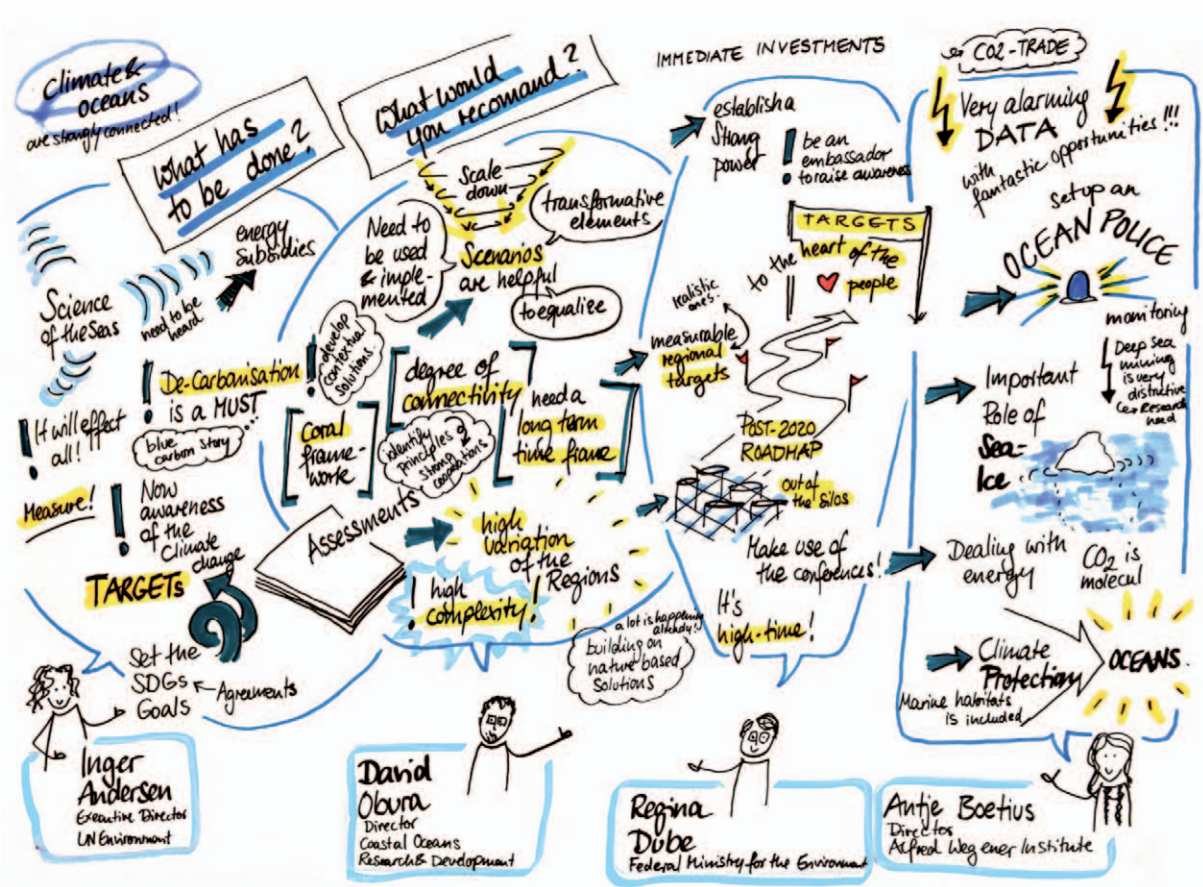 Climate &
oceans
are strongly connected!
What has
to be done?
energy
subsidies
Science
of the Seas
need to be
heard
De-Carbonisation
is a MUST
blue
carbon story
It will effect
all!
Measure!
Now
awareness
of the
Climate
change
TARGETs
Set the
SDGs
Goals
Agreements
Inger
Andersen
Executive Director
UN Environment
What would
you recomand?
Scale
down
transformative
elements
Need to
be used
& imple-
mented
Scenarios
are helpful
to equalize
develop
contextual
solutions
Coral
frame-
work
degree of
connectivity
identify
principles &
strong
need a
long term
time frame
Assessments
high
variation
of the
Regions
high
complexity!
a lot is happening
already!
building on
nature based
solutions
David
Obura
Director
Coastal Oceans
Research & Development
IMMEDIATE INVESTMENTS
establish a
strong
power
be an
embassador
to raise awareness
TARGETS
to the heart of the
people
realistic
ones
measurable
regional
targets
POST-2020
ROADMAP
out of
the silos
Make use of
the conferences!
It's
high-time!
Regina
Dube
Federal Ministry for the Environment
CO2-TRADE
Very alarming
DATA
with
fantastic opportunities!!!
Set up an
OCEAN POLICE
monitoring
Deep Sea
mining
is very
distructive
Research
need
Important
Role of
Sea-
Ice
Dealing with
energy
CO2 is
molecul
Climate
Protection
OCEANS
Marine habitats
is included
Antje Boetius
Director
Alfred Wegener Institute